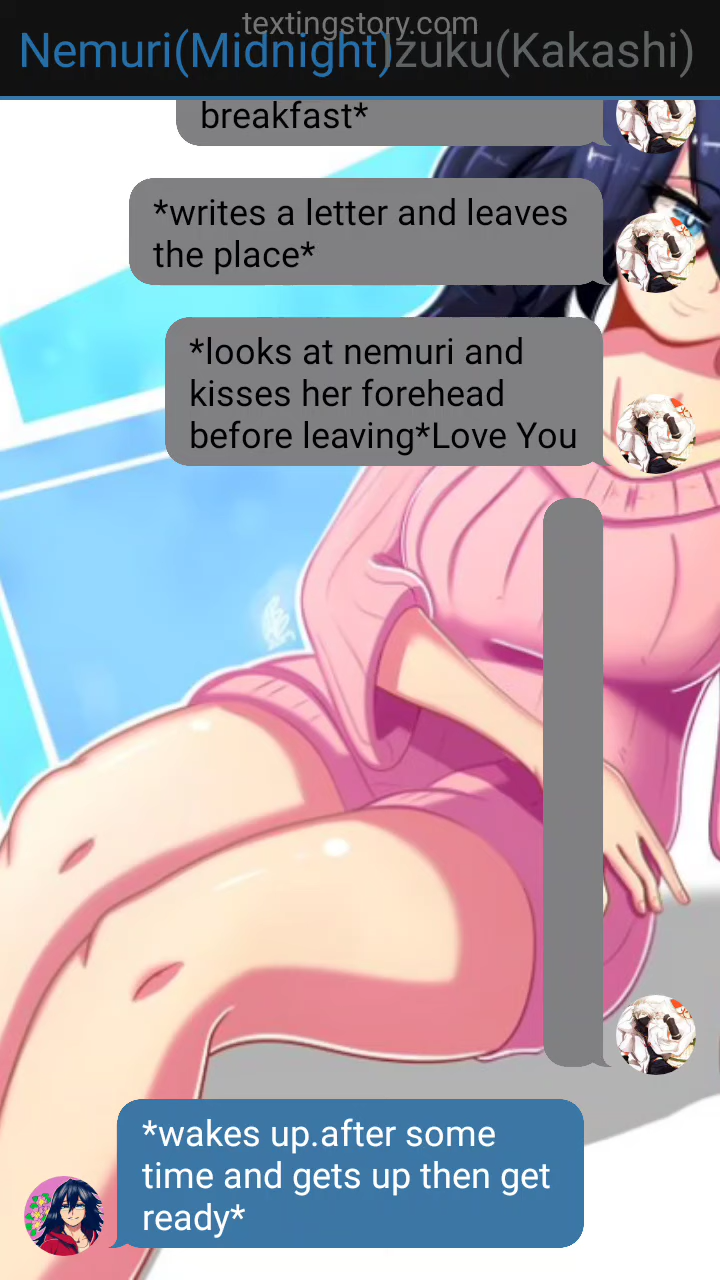 textingstory.com
Nemuri(Midnight)
zuku(Kakashi)
breakfast*
*writes a letter and leaves
the place*
*looks at nemuri and
kisses her forehead
before leaving*Love You
*wakes up.after some
time and gets up then get
ready*